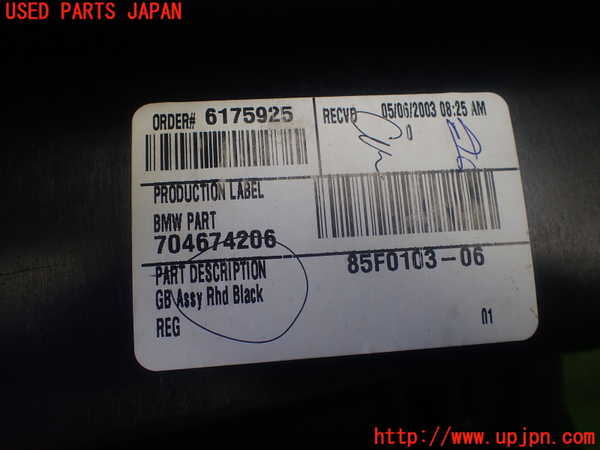 USED PARTS JAPAN
ORDER# 6175925
RECVD 05/06/2003 08:25 AM
0
PRODUCTION LABEL
BMW PART
704674206
85F0103-06
PART DESCRIPTION
GB Assy Rhd Black
REG
01
http://www.upjpn.com/